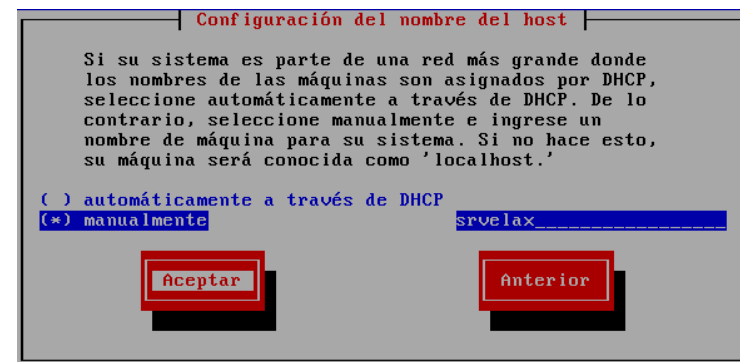 Configuración del nombre del host
Si su sistema es parte de una red más grande donde
los nombres de las máquinas son asignados por DHCP,
seleccione automáticamente a través de DHCP. De lo
contrario, seleccione manualmente e ingrese un
nombre de máquina para su sistema. Si no hace esto,
su máquina será conocida como 'localhost.'
( ) automáticamente a través de DHCP
(*) manualmente srvelax_________________
Aceptar Anterior